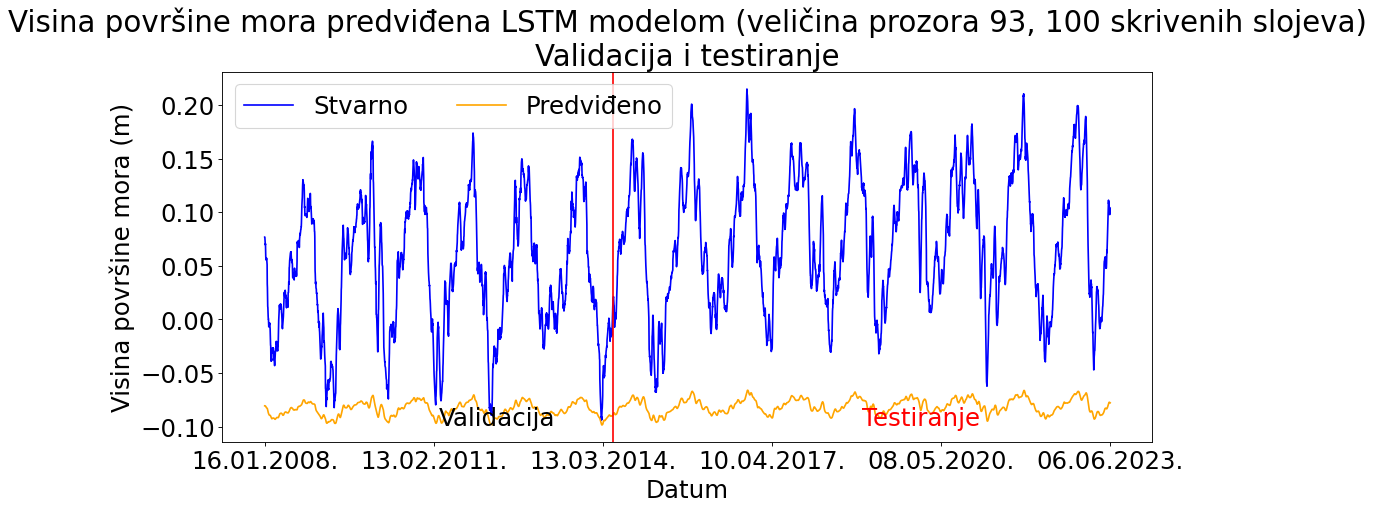 Visina površine mora predviđena LSTM modelom (veličina prozora 93, 100 skrivenih slojeva)
Validacija i testiranje
Stvarno
Predviđeno
Visina površine mora (m)
0.20
0.15
0.10
0.05
0.00
−0.05
−0.10
Validacija
Testiranje
16.01.2008.
13.02.2011.
13.03.2014.
10.04.2017.
08.05.2020.
06.06.2023.
Datum